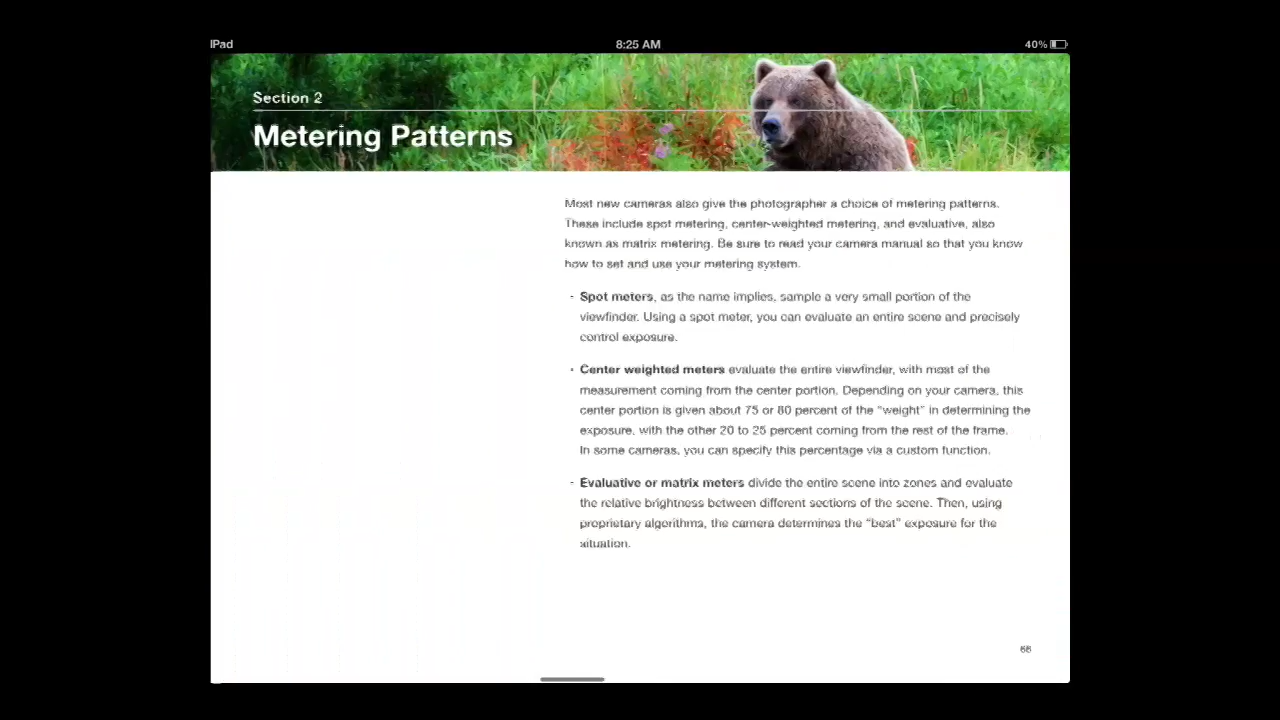 iPad 8:25 AM 40%
Section 2
Metering Patterns
Most new cameras also give the photographer a choice of metering patterns.
These include spot metering, center-weighted metering, and evaluative, also
known as matrix metering. Be sure to read your camera manual so that you know
how to set and use your metering system.
· Spot meters, as the name implies, sample a very small portion of the
viewfinder. Using a spot meter, you can evaluate an entire scene and precisely
control exposure.
· Center weighted meters evaluate the entire viewfinder, with most of the
measurement coming from the center portion. Depending on your camera, this
center portion is given about 75 or 80 percent of the “weight” in determining the
exposure, with the other 20 to 25 percent coming from the rest of the frame.
In some cameras, you can specify this percentage via a custom function.
· Evaluative or matrix meters divide the entire scene into zones and evaluate
the relative brightness between different sections of the scene. Then, using
proprietary algorithms, the camera determines the “best” exposure for the
situation.
66